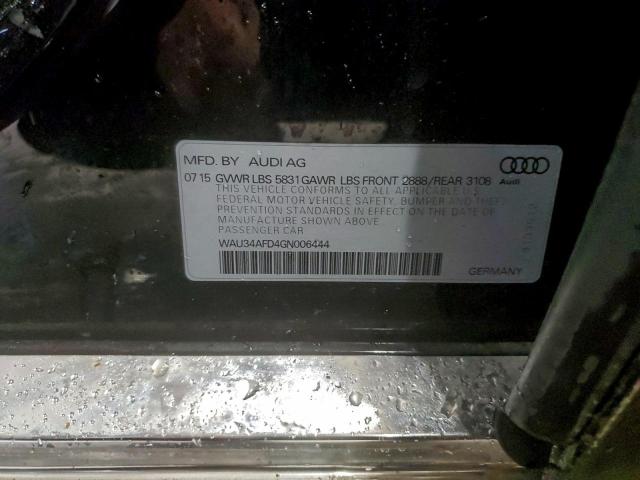 MFD. BY AUDI AG
07 15 GVWR LBS 5831 GAWR LBS FRONT 2888/REAR 3108
Audi
THIS VEHICLE CONFORMS TO ALL APPLICABLE U.S.
FEDERAL MOTOR VEHICLE SAFETY, BUMPER AND THEFT
PREVENTION STANDARDS IN EFFECT ON THE DATE OF
MANUFACTURE SHOWN ABOVE
PASSENGER CAR
WAU34AFD4GN006444
GERMANY